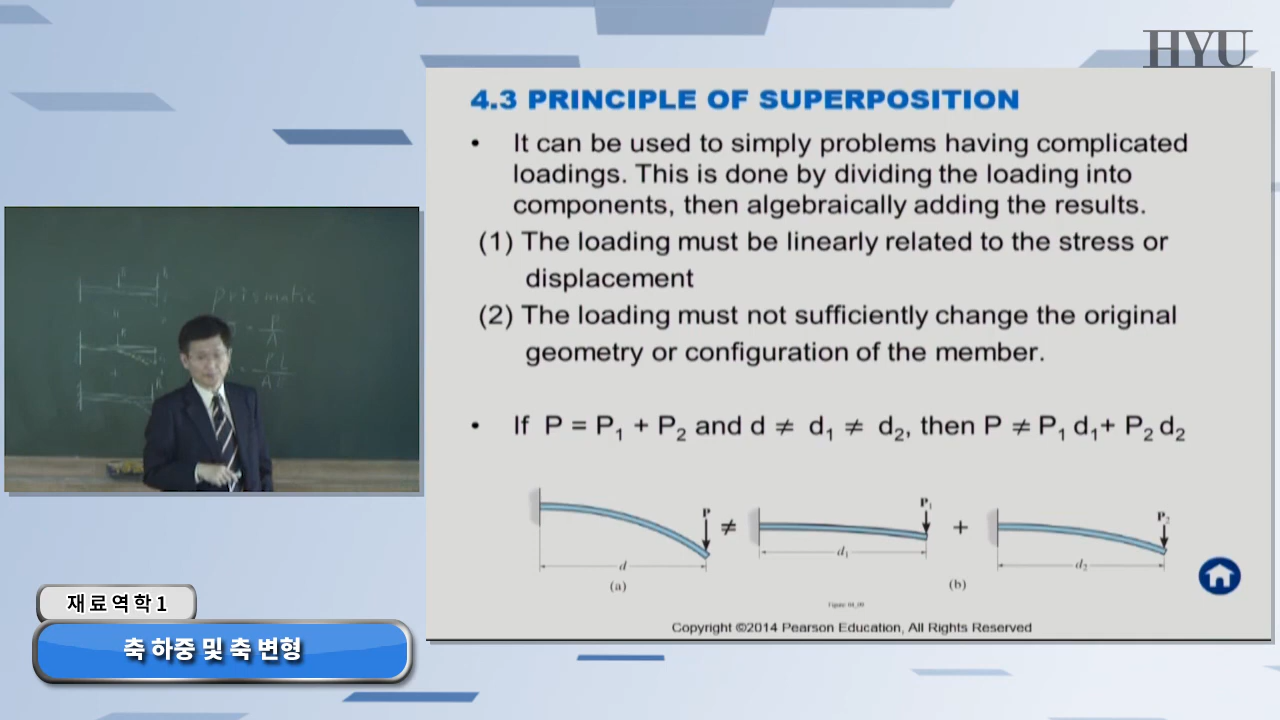 HYU
4.3 PRINCIPLE OF SUPERPOSITION
• It can be used to simply problems having complicated
loadings. This is done by dividing the loading into
components, then algebraically adding the results.
(1) The loading must be linearly related to the stress or
displacement
(2) The loading must not sufficiently change the original
geometry or configuration of the member.
• If P = P₁ + P₂ and d ≠ d₁ ≠ d₂, then P ≠ P₁ d₁+ P₂ d₂
P ≠ P₁ + P₂
d d₁ d₂
(a) (b)
Copyright ©2014 Pearson Education, All Rights Reserved
prismatic
= P/A
= PL/
재료역학1
축 하중 및 축 변형